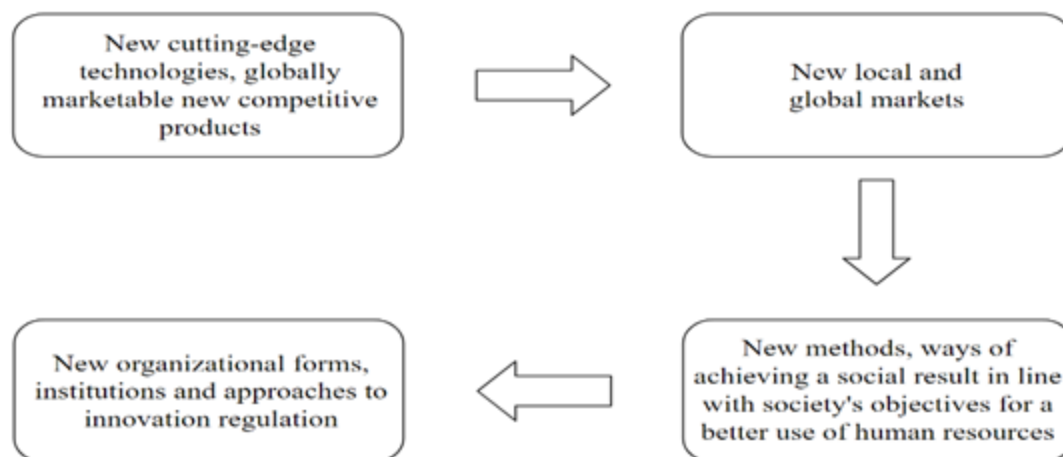 New cutting-edge
technologies, globally
marketable new competitive
products
New local and
global markets
New organizational forms,
institutions and approaches to
innovation regulation
New methods, ways of
achieving a social result in line
with society's objectives for a
better use of human resources